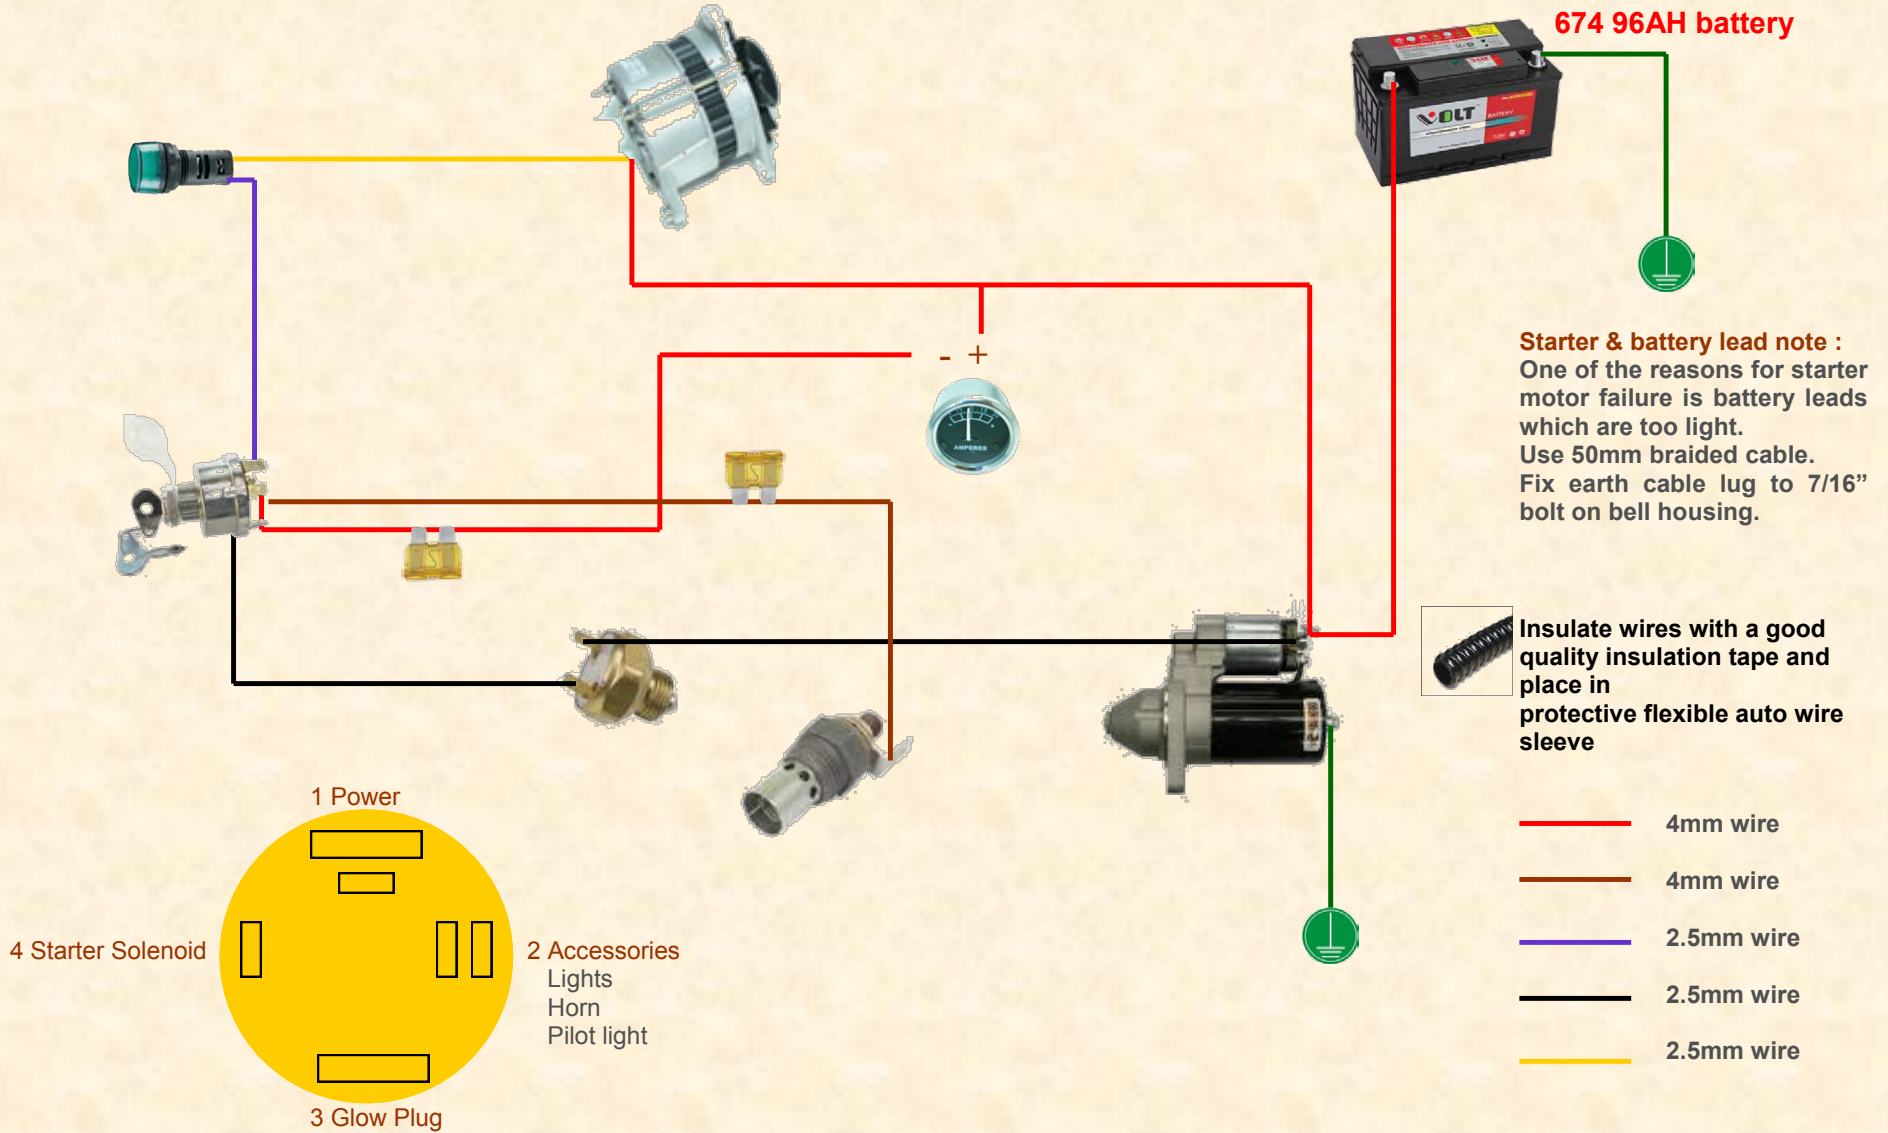 674 96AH battery
VOLT
BATTERY
- +
AMPERES
Starter & battery lead note :
One of the reasons for starter
motor failure is battery leads
which are too light.
Use 50mm braided cable.
Fix earth cable lug to 7/16”
bolt on bell housing.
Insulate wires with a good
quality insulation tape and
place in
protective flexible auto wire
sleeve
1 Power
4 Starter Solenoid
2 Accessories
Lights
Horn
Pilot light
3 Glow Plug
4mm wire
4mm wire
2.5mm wire
2.5mm wire
2.5mm wire